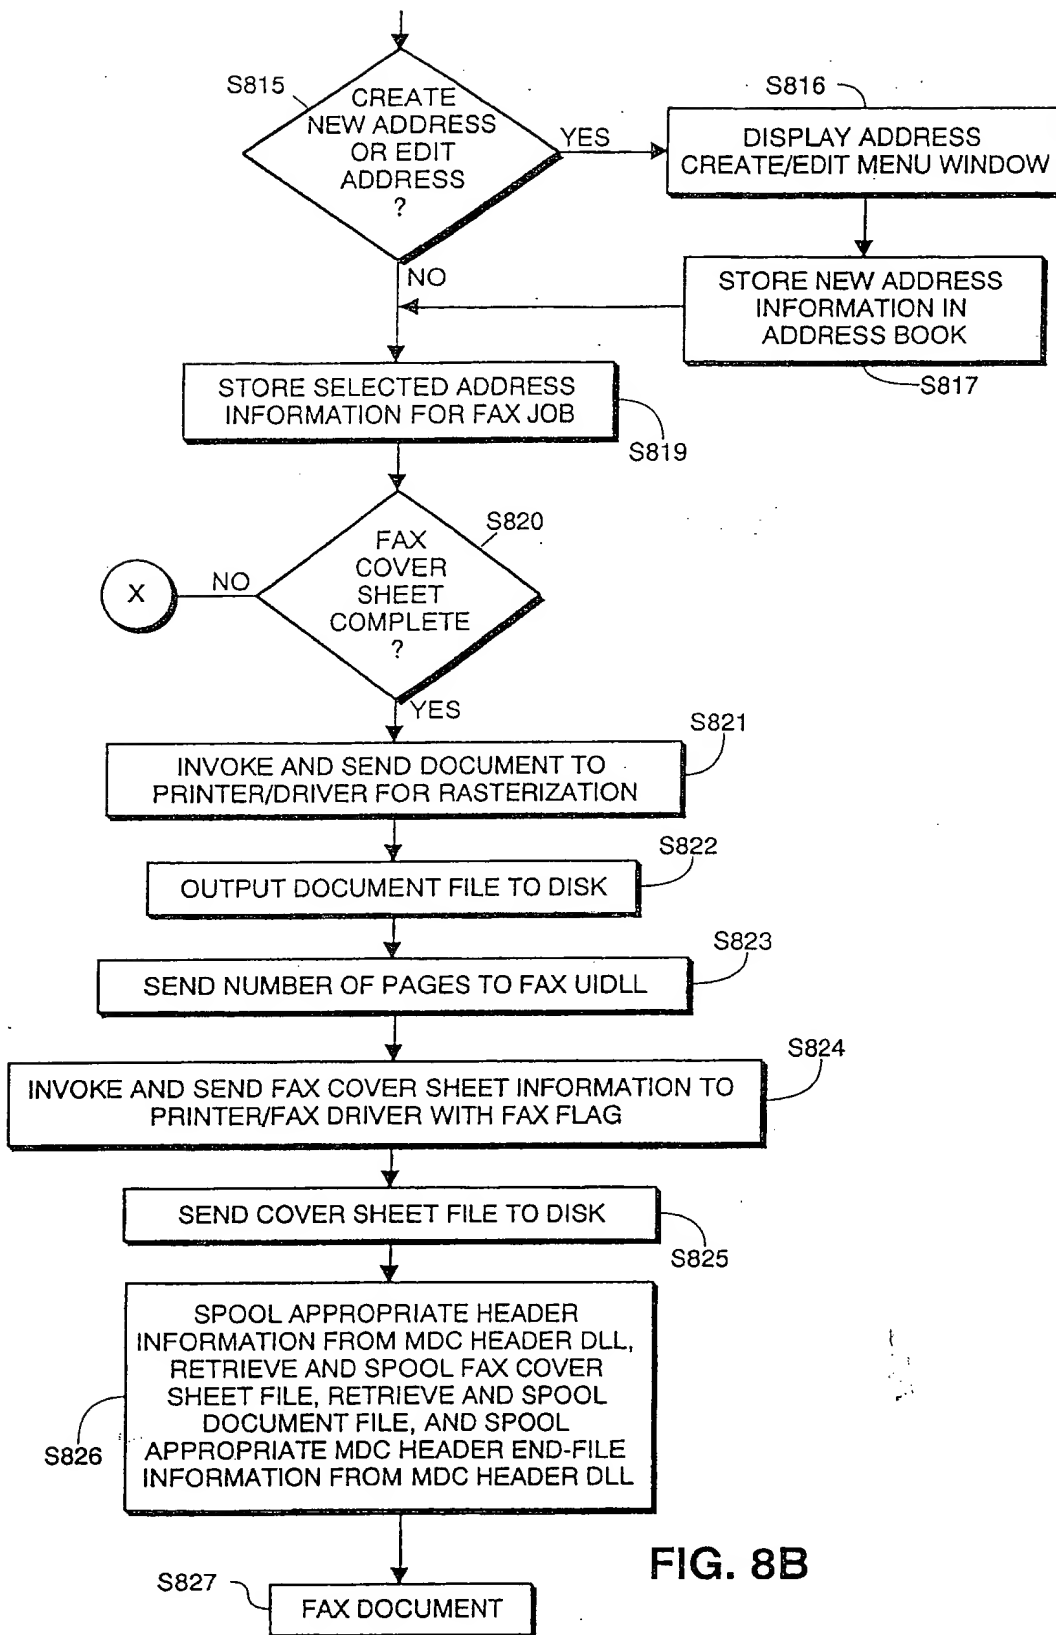 S815
CREATE
NEW ADDRESS
OR EDIT
ADDRESS
?
YES
S816
DISPLAY ADDRESS
CREATE/EDIT MENU WINDOW
NO
STORE NEW ADDRESS
INFORMATION IN
ADDRESS BOOK
S817
STORE SELECTED ADDRESS
INFORMATION FOR FAX JOB
S819
S820
FAX
COVER
SHEET
COMPLETE
?
NO
X
YES
S821
INVOKE AND SEND DOCUMENT TO
PRINTER/DRIVER FOR RASTERIZATION
S822
OUTPUT DOCUMENT FILE TO DISK
S823
SEND NUMBER OF PAGES TO FAX UIDLL
S824
INVOKE AND SEND FAX COVER SHEET INFORMATION TO
PRINTER/FAX DRIVER WITH FAX FLAG
SEND COVER SHEET FILE TO DISK
S825
SPOOL APPROPRIATE HEADER
INFORMATION FROM MDC HEADER DLL,
RETRIEVE AND SPOOL FAX COVER
SHEET FILE, RETRIEVE AND SPOOL
DOCUMENT FILE, AND SPOOL
APPROPRIATE MDC HEADER END-FILE
INFORMATION FROM MDC HEADER DLL
S826
S827
FAX DOCUMENT
FIG. 8B